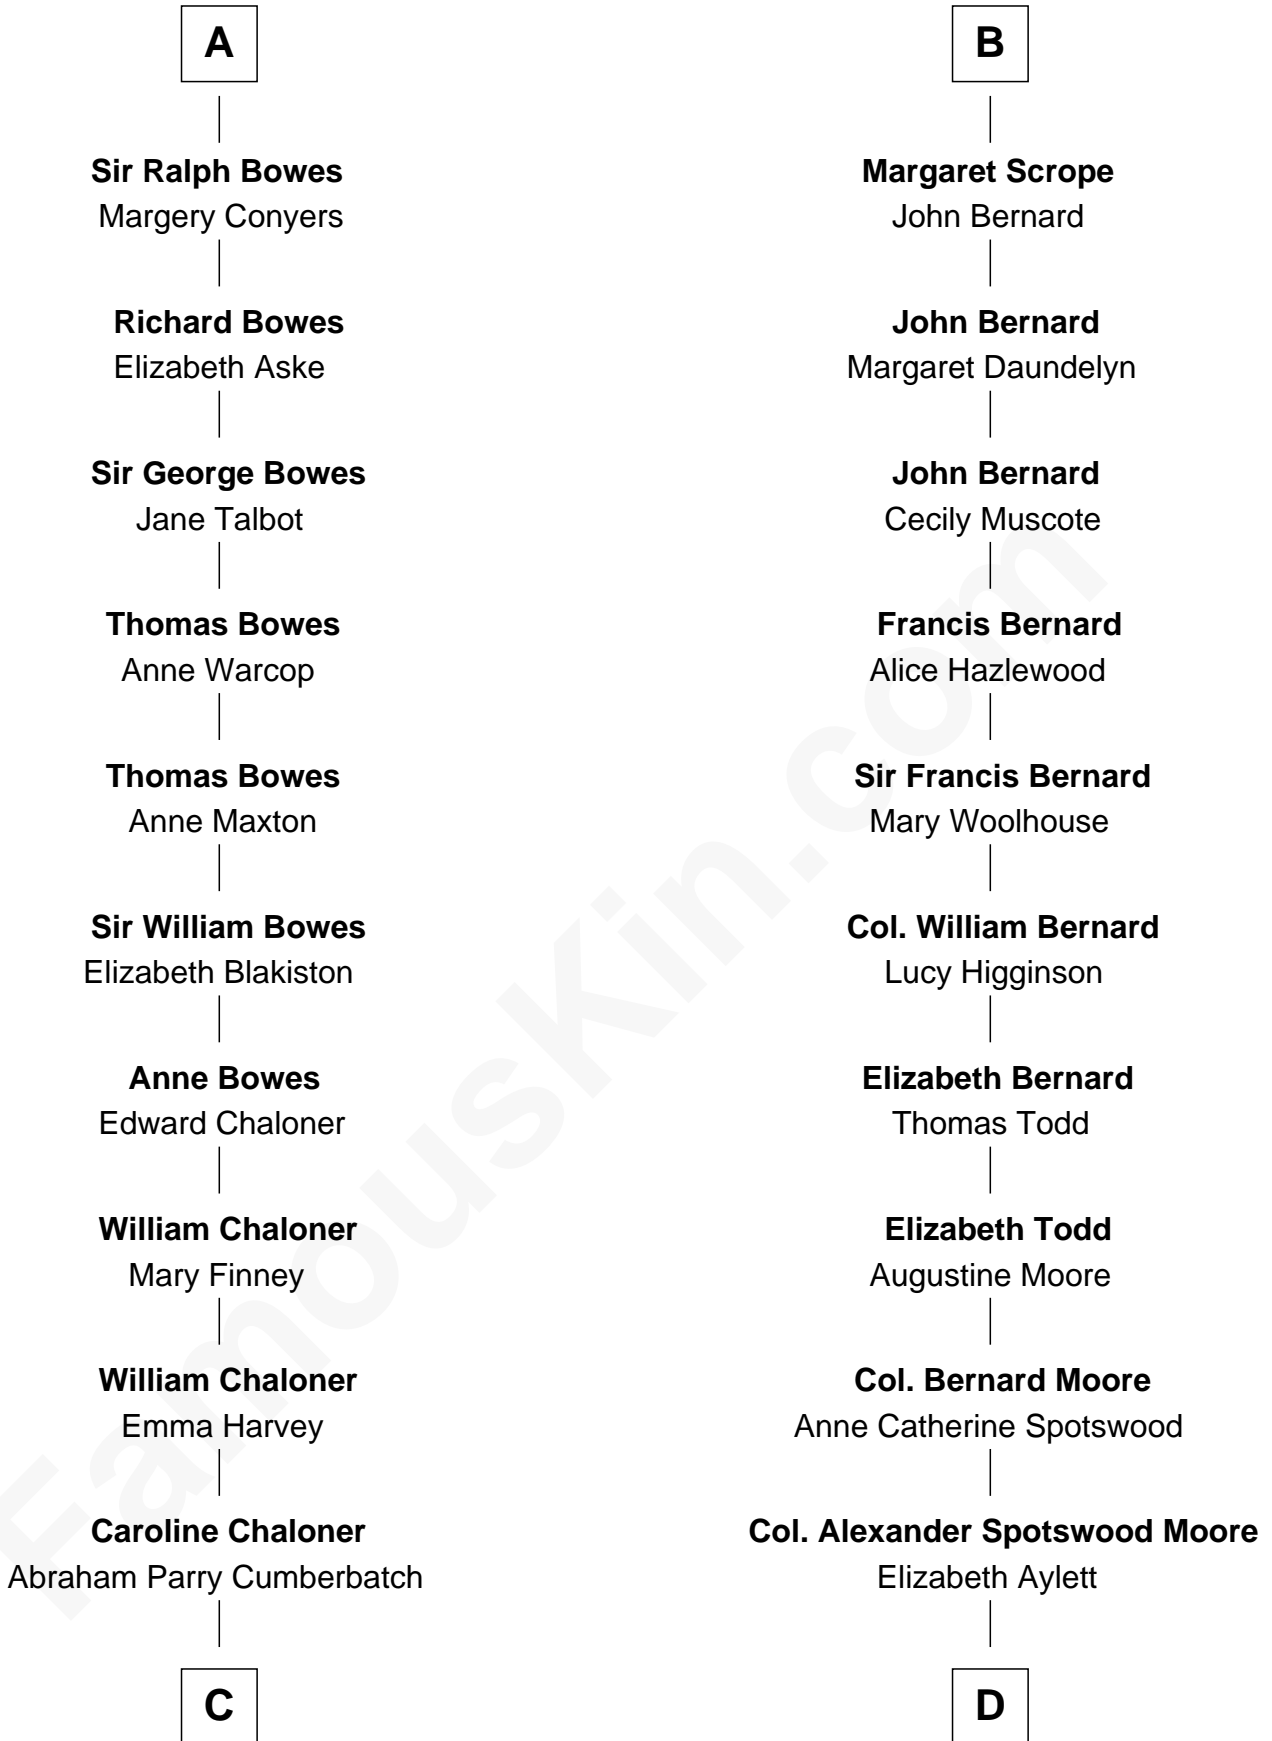 A
Sir Ralph Bowes
Margery Conyers
Richard Bowes
Elizabeth Aske
Sir George Bowes
Jane Talbot
Thomas Bowes
Anne Warcop
Thomas Bowes
Anne Maxton
Sir William Bowes
Elizabeth Blakiston
Anne Bowes
Edward Chaloner
William Chaloner
Mary Finney
William Chaloner
Emma Harvey
Caroline Chaloner
Abraham Parry Cumberbatch
C
B
Margaret Scrope
John Bernard
John Bernard
Margaret Daundelyn
John Bernard
Cecily Muscote
Francis Bernard
Alice Hazlewood
Sir Francis Bernard
Mary Woolhouse
Col. William Bernard
Lucy Higginson
Elizabeth Bernard
Thomas Todd
Elizabeth Todd
Augustine Moore
Col. Bernard Moore
Anne Catherine Spotswood
Col. Alexander Spotswood Moore
Elizabeth Aylett
D
FamousKin.com